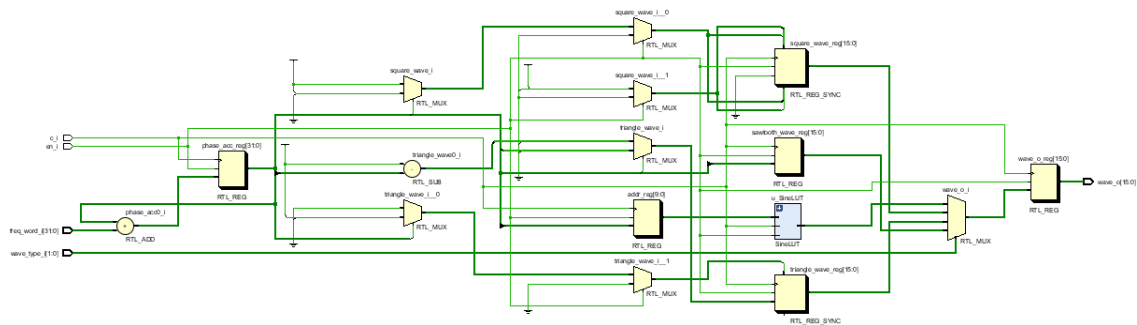 square_wave_i__0
RTL_MUX
square_wave_reg[15:0]
RTL_REG_SYNC
square_wave_i
RTL_MUX
square_wave_i__1
RTL_MUX
c_i
en_i
phase_acc_reg[31:0]
RTL_REG
triangle_wave_i
RTL_MUX
sawtooth_wave_reg[15:0]
RTL_REG
triangle_wave0_i
RTL_SUB
wave_o_reg[15:0]
RTL_REG
wave_o[15:0]
triangle_wave_i__0
RTL_MUX
addr_reg[9:0]
RTL_REG
u_SineLUT
SineLUT
wave_o_i
RTL_MUX
phase_acc0_i
+
-
RTL_ADD
freq_word_i[31:0]
wave_type_i[1:0]
triangle_wave_i__1
RTL_MUX
triangle_wave_reg[15:0]
RTL_REG_SYNC